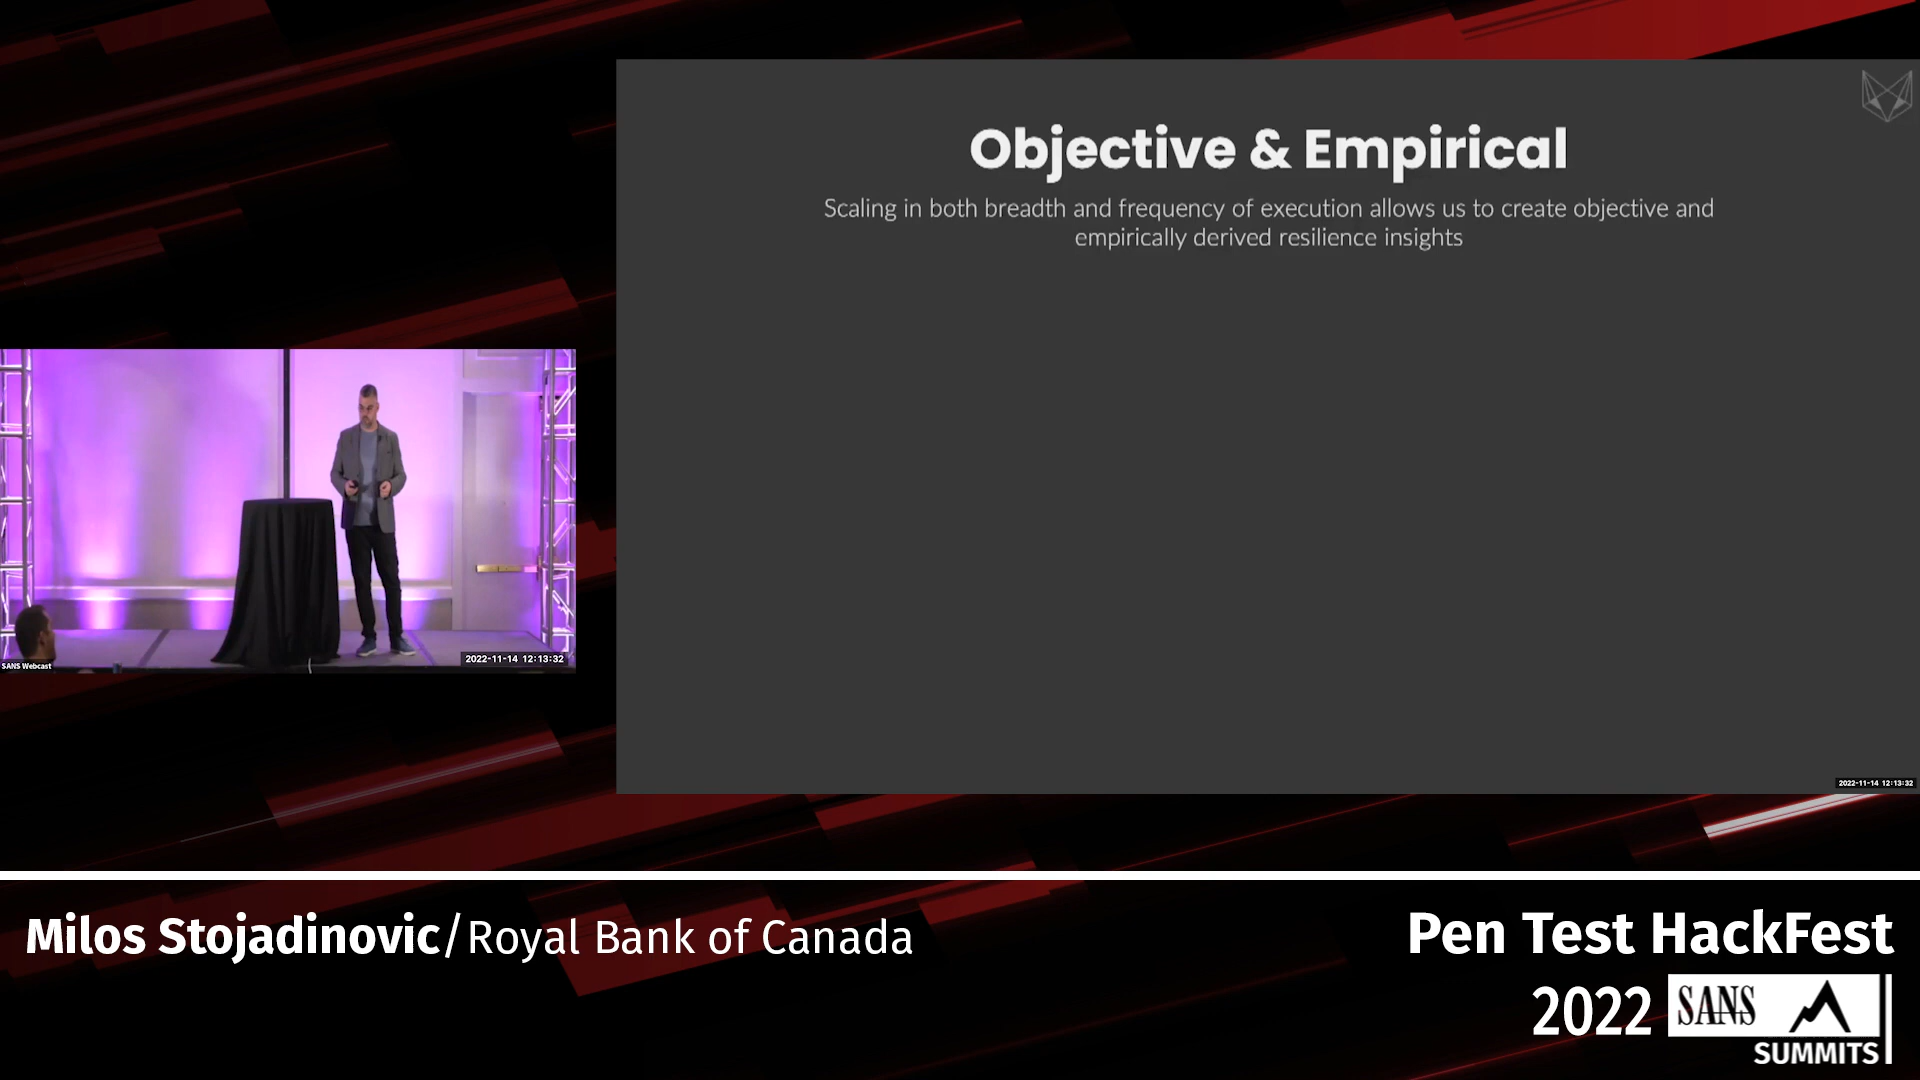 Objective & Empirical
Scaling in both breadth and frequency of execution allows us to create objective and
empirically derived resilience insights
SANS Webcast
2022-11-14 12:13:32
2022-11-14 12:13:32
Milos Stojadinovic/Royal Bank of Canada
Pen Test HackFest
2022
SANS
SUMMITS